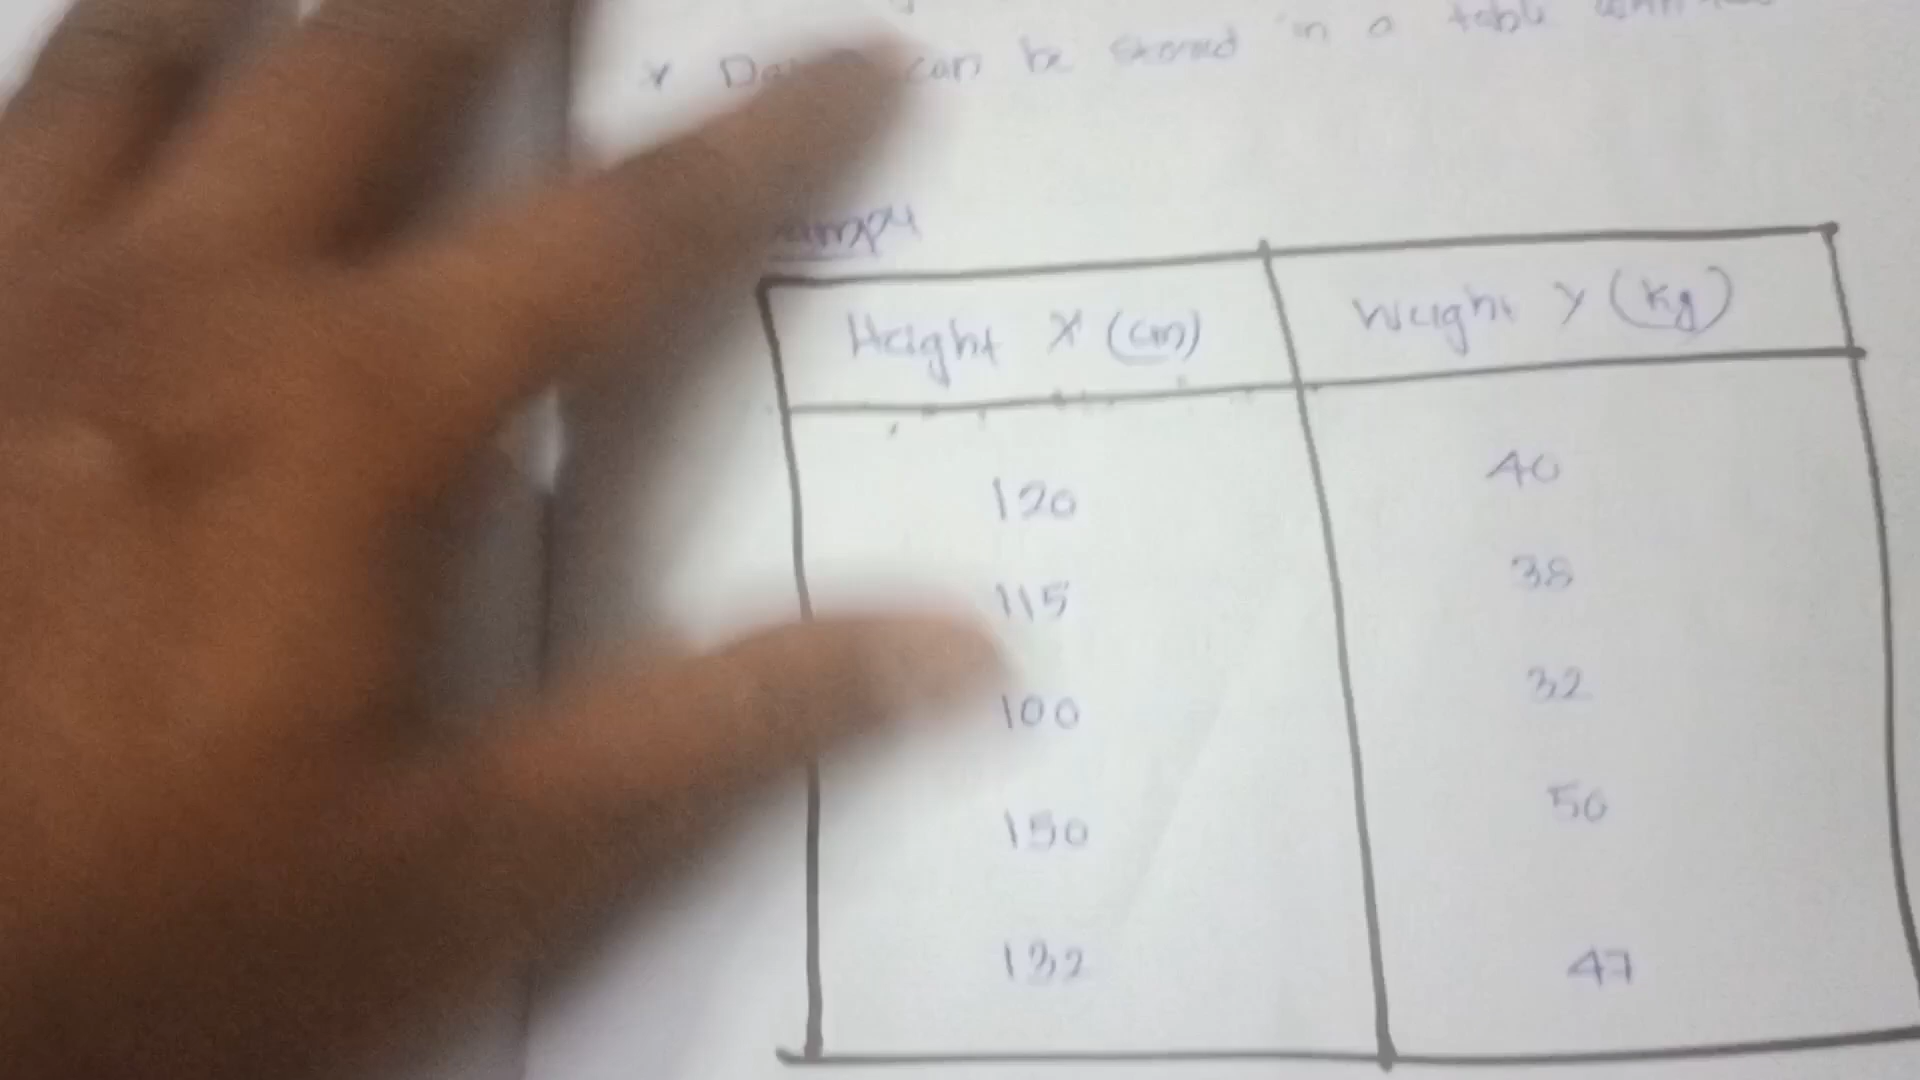 * Da can be stored in a table
Height X (cm) Weight Y (kg)
120 40
115 38
100 32
150 50
132 47